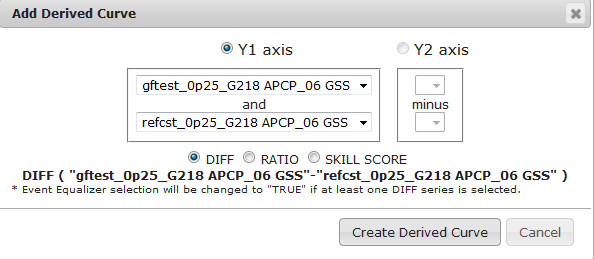 Add Derived Curve
Y1 axis
Y2 axis
gftest_0p25_G218 APCP_06 GSS
and
minus
refcst_0p25_G218 APCP_06 GSS
DIFF RATIO SKILL SCORE
DIFF ( "gftest_0p25_G218 APCP_06 GSS"-"refcst_0p25_G218 APCP_06 GSS" )
* Event Equalizer selection will be changed to "TRUE" if at least one DIFF series is selected.
Create Derived Curve
Cancel